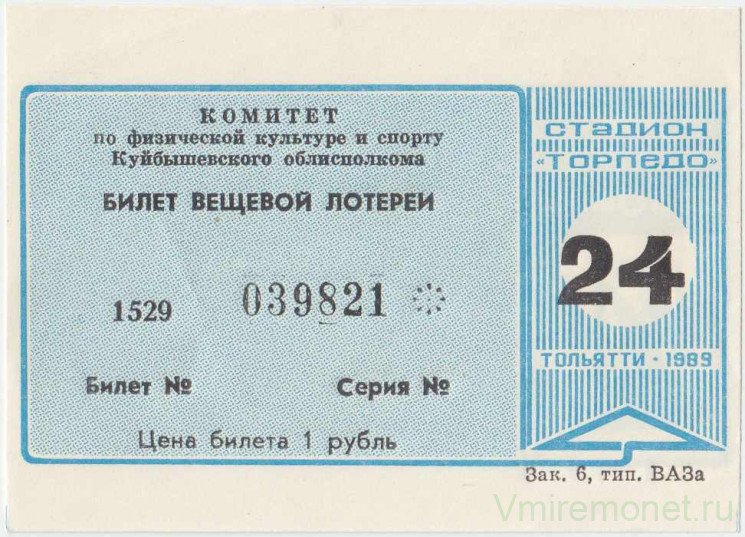 КОМИТЕТ
по физической культуре и спорту
Куйбышевского облисполкома
БИЛЕТ ВЕЩЕВОЙ ЛОТЕРЕИ
1529 039821
Билет № Серия №
Цена билета 1 рубль
СТАДИОН
«ТОРПЕДО»
24
ТОЛЬЯТТИ · 1989
Зак. 6, тип. ВАЗа
Vmiremonet.ru